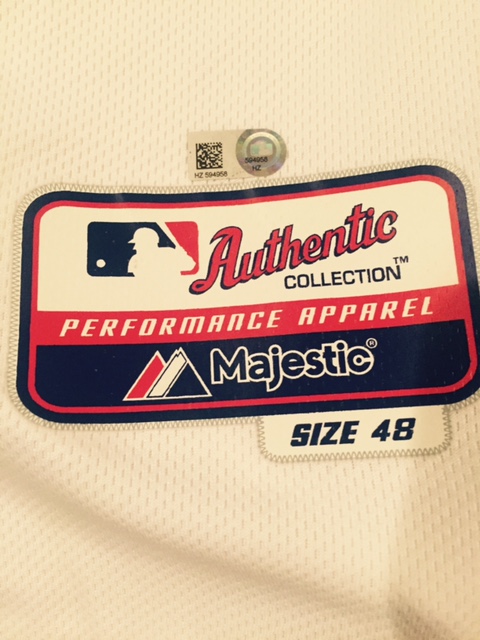 HZ 594958
594958
HZ
Authentic
COLLECTION™
PERFORMANCE APPAREL
Majestic®
SIZE 48